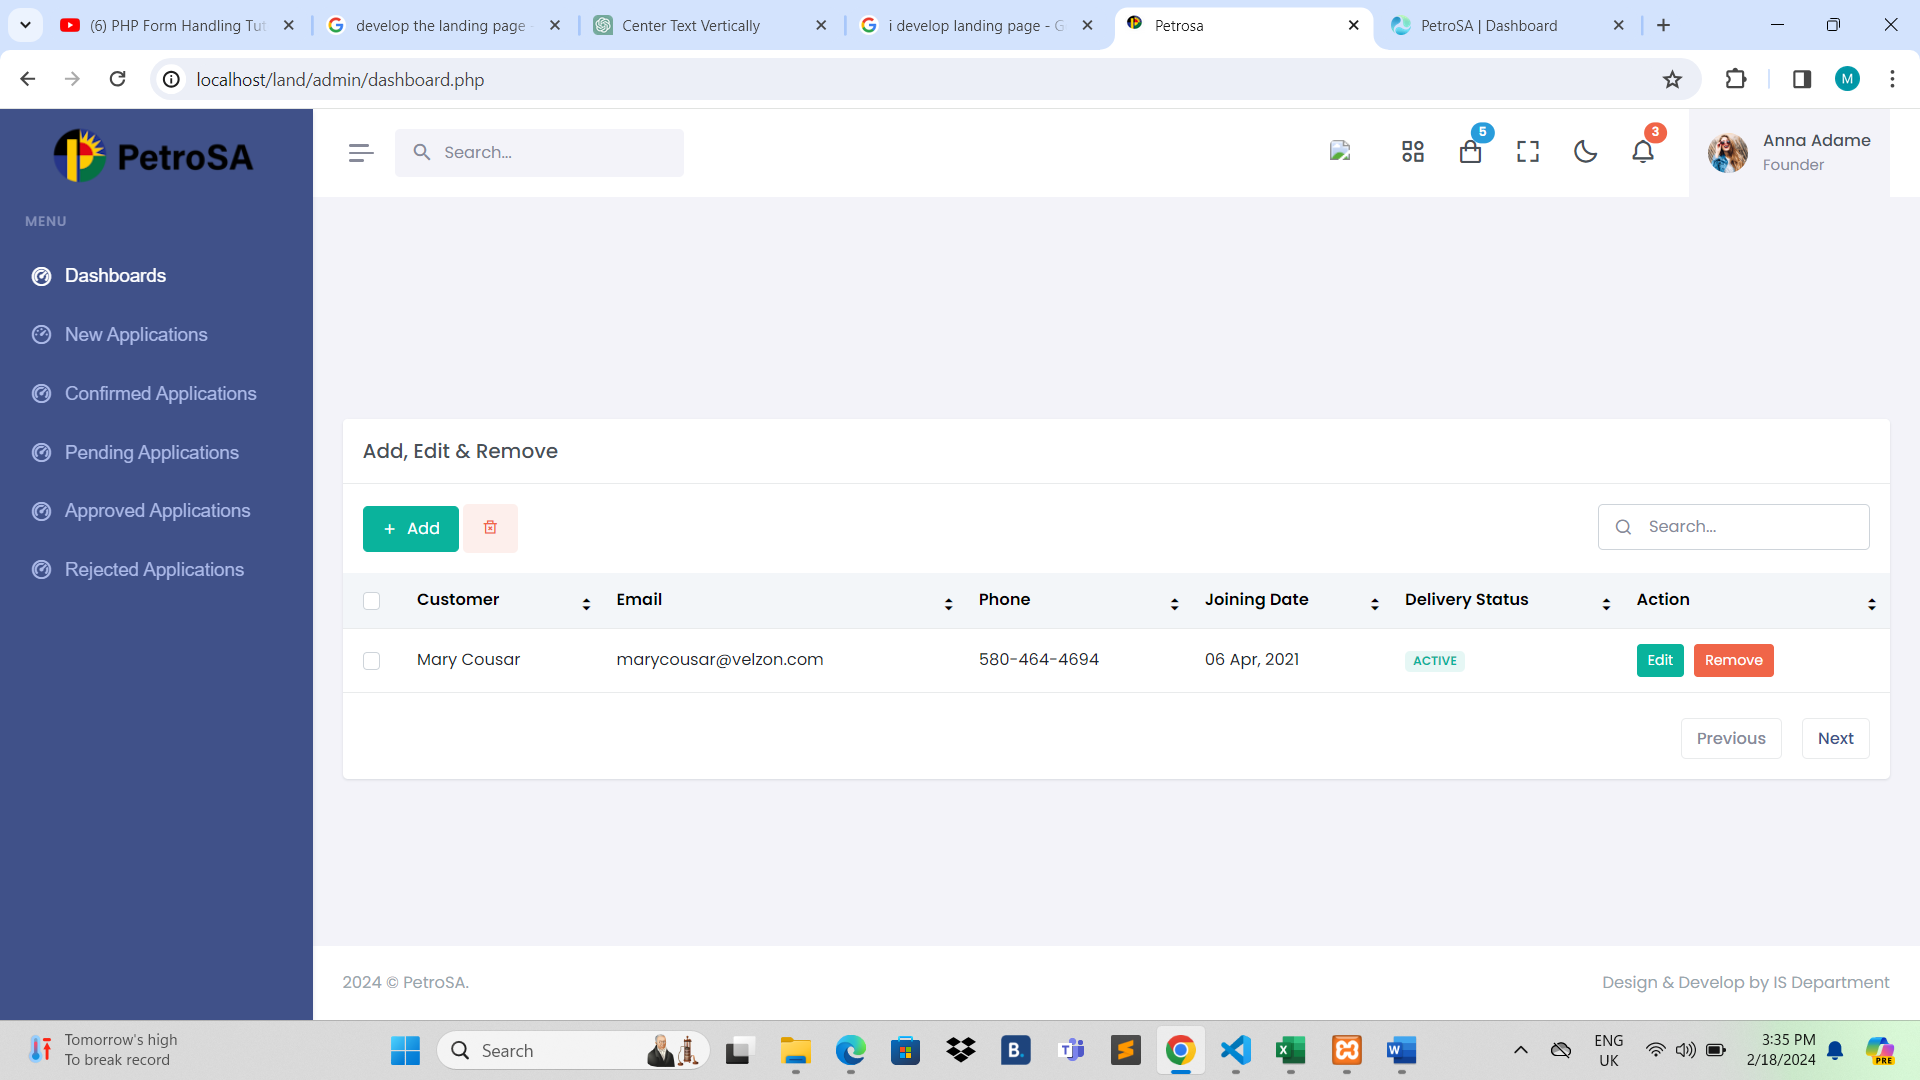 (6) PHP Form Handling Tut
develop the landing page -
Center Text Vertically
i develop landing page - G
Petrosa
PetroSA | Dashboard
localhost/land/admin/dashboard.php
M
PetroSA
Search...
5
3
Anna Adame
Founder
MENU
Dashboards
New Applications
Confirmed Applications
Pending Applications
Approved Applications
Rejected Applications
Add, Edit & Remove
+ Add
Search...
Customer Email Phone Joining Date Delivery Status Action
Mary Cousar marycousar@velzon.com 580-464-4694 06 Apr, 2021 ACTIVE Edit Remove
Previous Next
2024 © PetroSA.
Design & Develop by IS Department
Tomorrow's high
To break record
Search
B.
ENG
UK
3:35 PM
2/18/2024
PRE